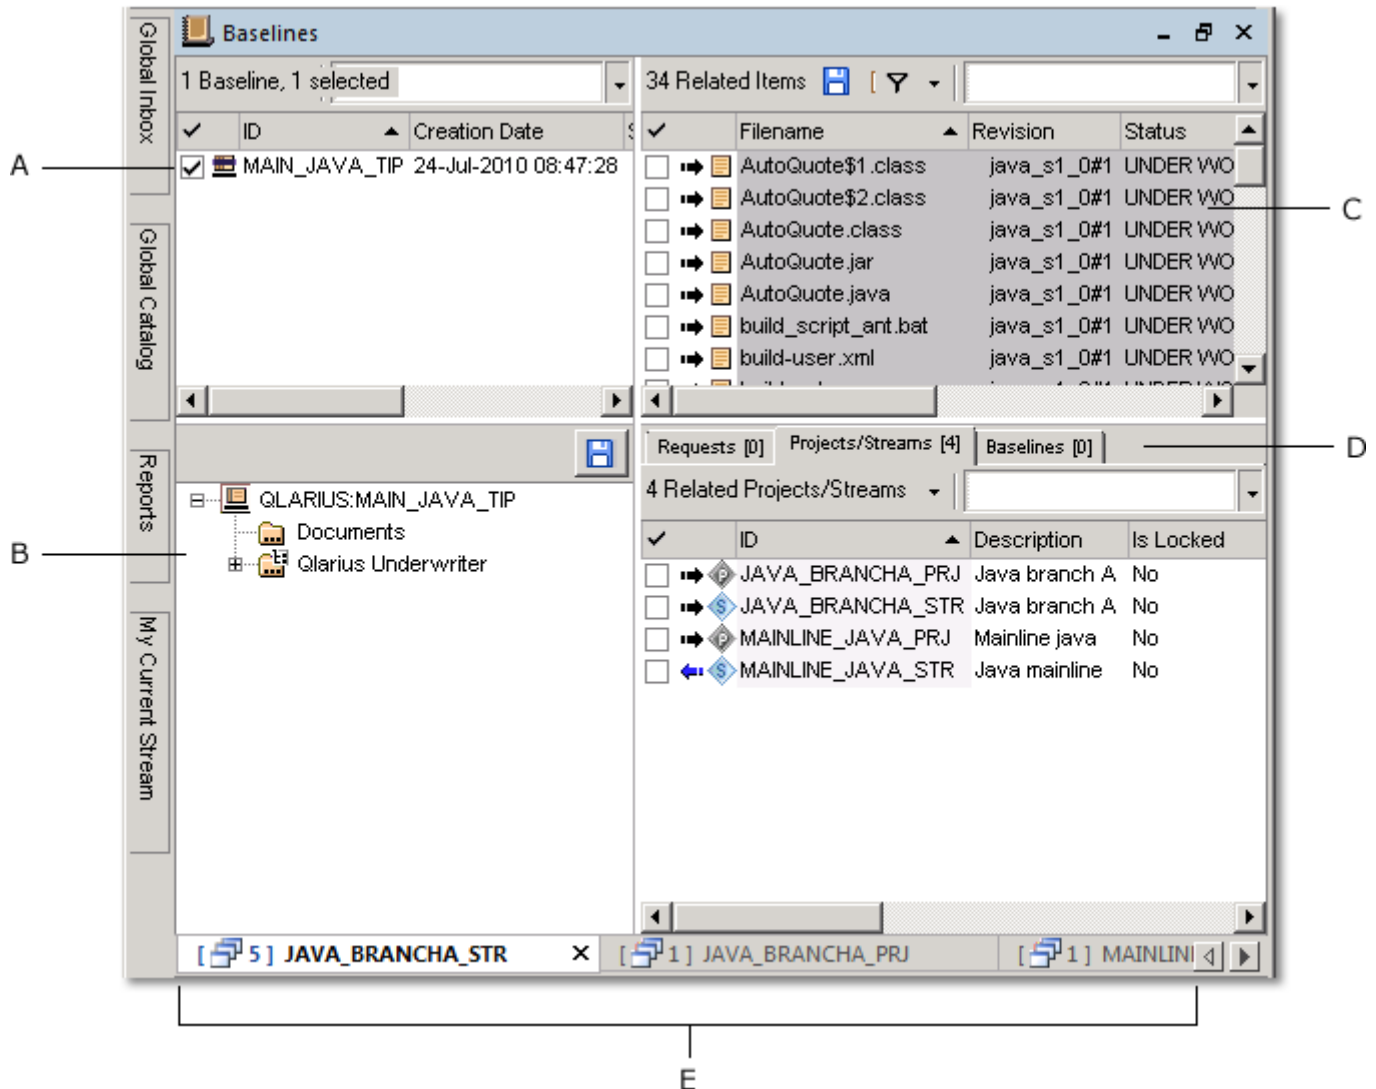 Global Inbox
Global Catalog
Reports
My Current Stream
Baselines
1 Baseline, 1 selected
ID Creation Date
MAIN_JAVA_TIP 24-Jul-2010 08:47:28
34 Related Items
Filename Revision Status
AutoQuote$1.class java_s1_0#1 UNDER WO
AutoQuote$2.class java_s1_0#1 UNDER WO
AutoQuote.class java_s1_0#1 UNDER WO
AutoQuote.jar java_s1_0#1 UNDER WO
AutoQuote.java java_s1_0#1 UNDER WO
build_script_ant.bat java_s1_0#1 UNDER WO
build-user.xml java_s1_0#1 UNDER WO
QLARIUS:MAIN_JAVA_TIP
Documents
Qlarius Underwriter
Requests [0] Projects/Streams [4] Baselines [0]
4 Related Projects/Streams
ID Description Is Locked
P JAVA_BRANCHA_PRJ Java branch A No
S JAVA_BRANCHA_STR Java branch A No
P MAINLINE_JAVA_PRJ Mainline java No
S MAINLINE_JAVA_STR Java mainline No
[ 5 ] JAVA_BRANCHA_STR [ 1 ] JAVA_BRANCHA_PRJ [ 1 ] MAINLIN
A
B
C
D
E